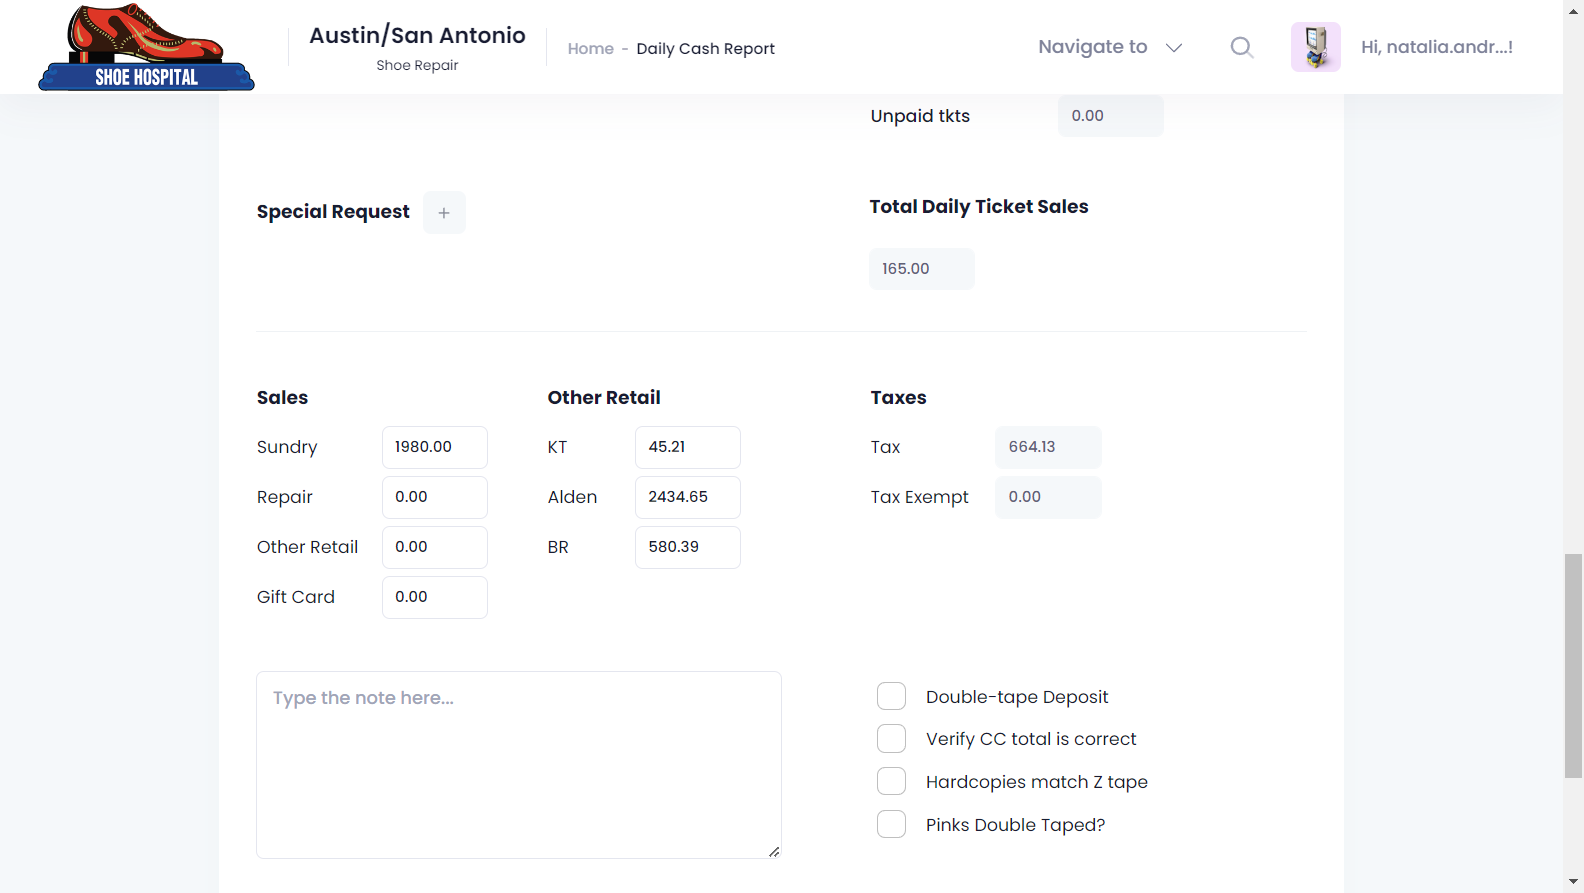 SHOE HOSPITAL
Austin/San Antonio
Shoe Repair
Home - Daily Cash Report
Navigate to
Hi, natalia.andr...!
Unpaid tkts 0.00
Special Request +
Total Daily Ticket Sales
165.00
Sales
Sundry 1980.00
Repair 0.00
Other Retail 0.00
Gift Card 0.00
Other Retail
KT 45.21
Alden 2434.65
BR 580.39
Taxes
Tax 664.13
Tax Exempt 0.00
Type the note here...
Double-tape Deposit
Verify CC total is correct
Hardcopies match Z tape
Pinks Double Taped?